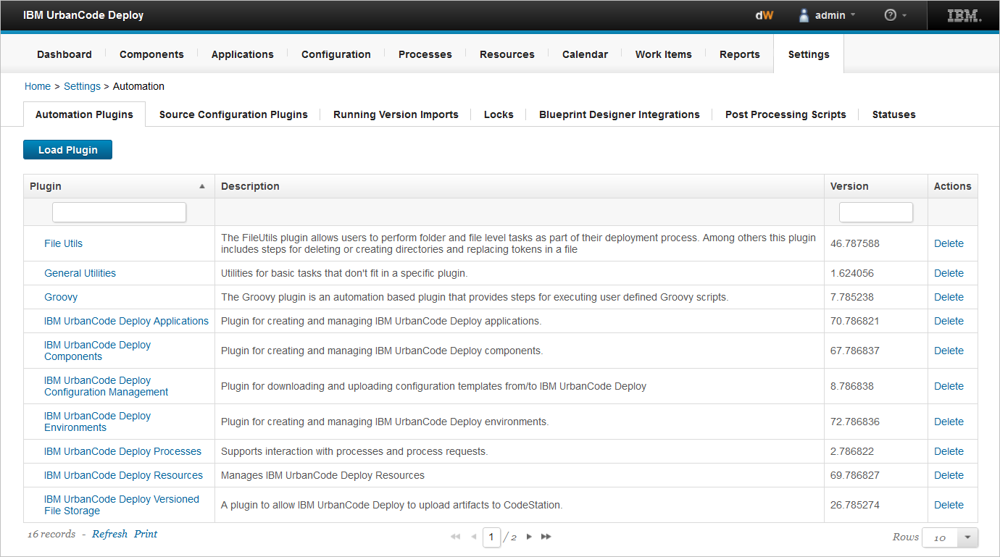 IBM UrbanCode Deploy dW admin ? IBM.
Dashboard Components Applications Configuration Processes Resources Calendar Work Items Reports Settings
Home > Settings > Automation
Automation Plugins Source Configuration Plugins Running Version Imports Locks Blueprint Designer Integrations Post Processing Scripts Statuses
Load Plugin
Plugin Description Version Actions
File Utils The FileUtils plugin allows users to perform folder and file level tasks as part of their deployment process. Among others this plugin 46.787588 Delete
includes steps for deleting or creating directories and replacing tokens in a file
General Utilities Utilities for basic tasks that don't fit in a specific plugin. 1.624056 Delete
Groovy The Groovy plugin is an automation based plugin that provides steps for executing user defined Groovy scripts. 7.785238 Delete
IBM UrbanCode Deploy Applications Plugin for creating and managing IBM UrbanCode Deploy applications. 70.786821 Delete
IBM UrbanCode Deploy
Components Plugin for creating and managing IBM UrbanCode Deploy components. 67.786837 Delete
IBM UrbanCode Deploy
Configuration Management Plugin for downloading and uploading configuration templates from/to IBM UrbanCode Deploy 8.786838 Delete
IBM UrbanCode Deploy
Environments Plugin for creating and managing IBM UrbanCode Deploy environments. 72.786836 Delete
IBM UrbanCode Deploy Processes Supports interaction with processes and process requests. 2.786822 Delete
IBM UrbanCode Deploy Resources Manages IBM UrbanCode Deploy Resources 69.786827 Delete
IBM UrbanCode Deploy Versioned
File Storage A plugin to allow IBM UrbanCode Deploy to upload artifacts to CodeStation. 26.785274 Delete
16 records - Refresh Print 1 / 2 Rows 10